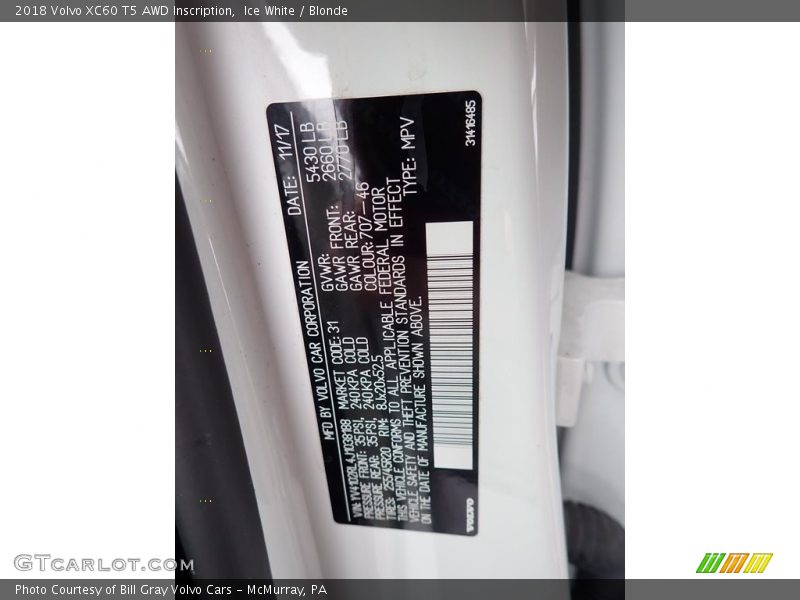 2018 Volvo XC60 T5 AWD Inscription,  Ice White / Blonde
MFD BY VOLVO CAR CORPORATION DATE: 11/17
GVWR: 5430 LB
GAWR FRONT: 2660 LB
GAWR REAR: 2770 LB
VIN: YV4102RL4J1038188 MARKET CODE: 31
PRESSURE FRONT: 35PSI, 240KPA COLD
PRESSURE REAR: 35PSI, 240KPA COLD COLOUR: 707-46
TIRES: 255/45R20 RIM: 8Jx20x52.5
THIS VEHICLE CONFORMS TO ALL APPLICABLE FEDERAL MOTOR
VEHICLE SAFETY AND THEFT PREVENTION STANDARDS IN EFFECT
ON THE DATE OF MANUFACTURE SHOWN ABOVE. TYPE: MPV
VOLVO 31416485
GTCarLot.com
Photo Courtesy of Bill Gray Volvo Cars – McMurray, PA